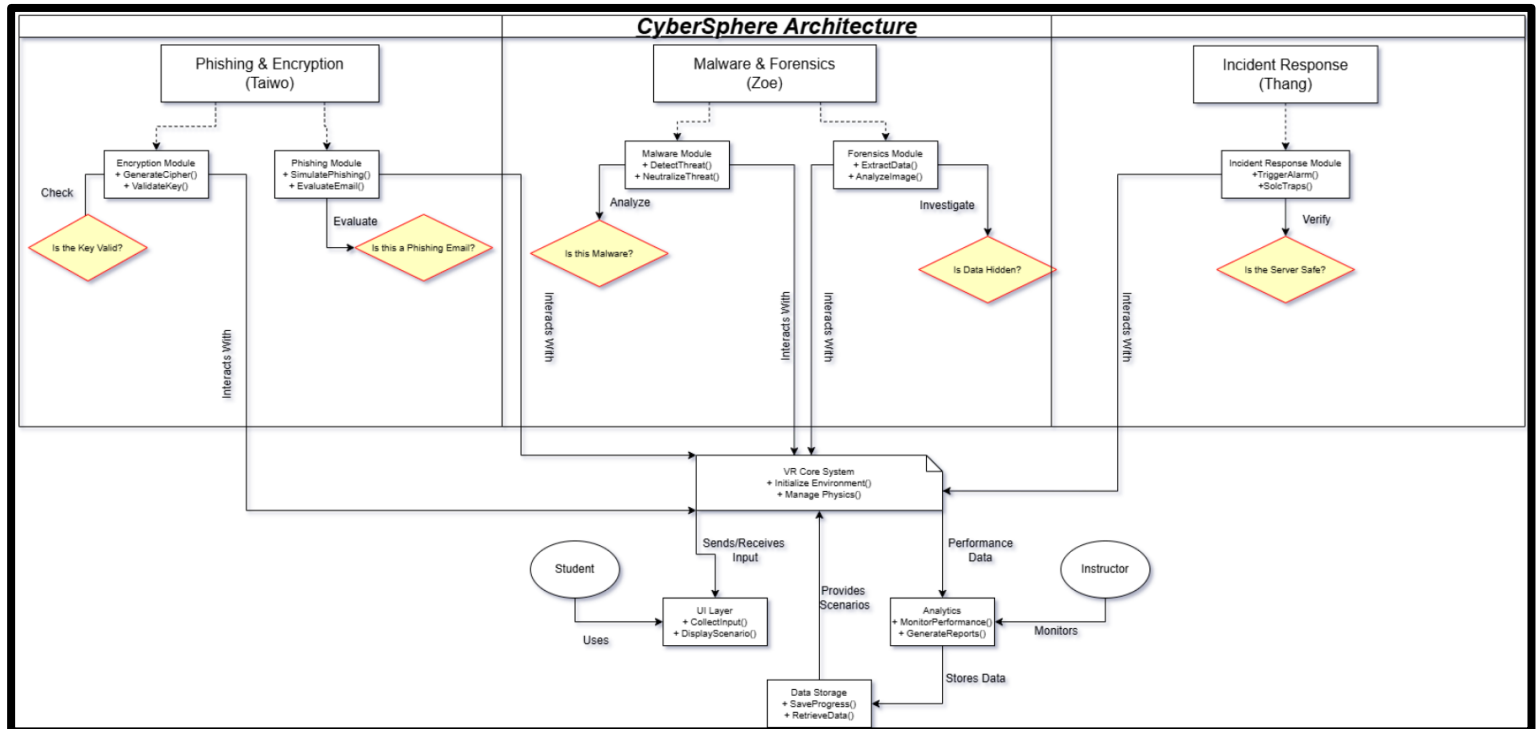 CyberSphere Architecture
Phishing & Encryption
(Taiwo)
Malware & Forensics
(Zoe)
Incident Response
(Thang)
Encryption Module
+ GenerateCipher()
+ ValidateKey()
Phishing Module
+ SimulatePhishing()
+ EvaluateEmail()
Malware Module
+ DetectThreat()
+ NeutralizeThreat()
Forensics Module
+ ExtractData()
+ AnalyzeImage()
Incident Response Module
+TriggerAlarm()
+SolcTraps()
Check
Evaluate
Analyze
Investigate
Verify
Is the Key Valid?
Is this a Phishing Email?
Is this Malware?
Is Data Hidden?
Is the Server Safe?
Interacts With
Interacts With
Interacts With
Interacts With
Interacts With
VR Core System
+ Initialize Environment()
+ Manage Physics()
Sends/Receives
Input
Performance
Data
Student
Instructor
Provides
Scenarios
UI Layer
+ CollectInput()
+ DisplayScenario()
Analytics
+ MonitorPerformance()
+ GenerateReports()
Uses
Monitors
Stores Data
Data Storage
+ SaveProgress()
+ RetrieveData()